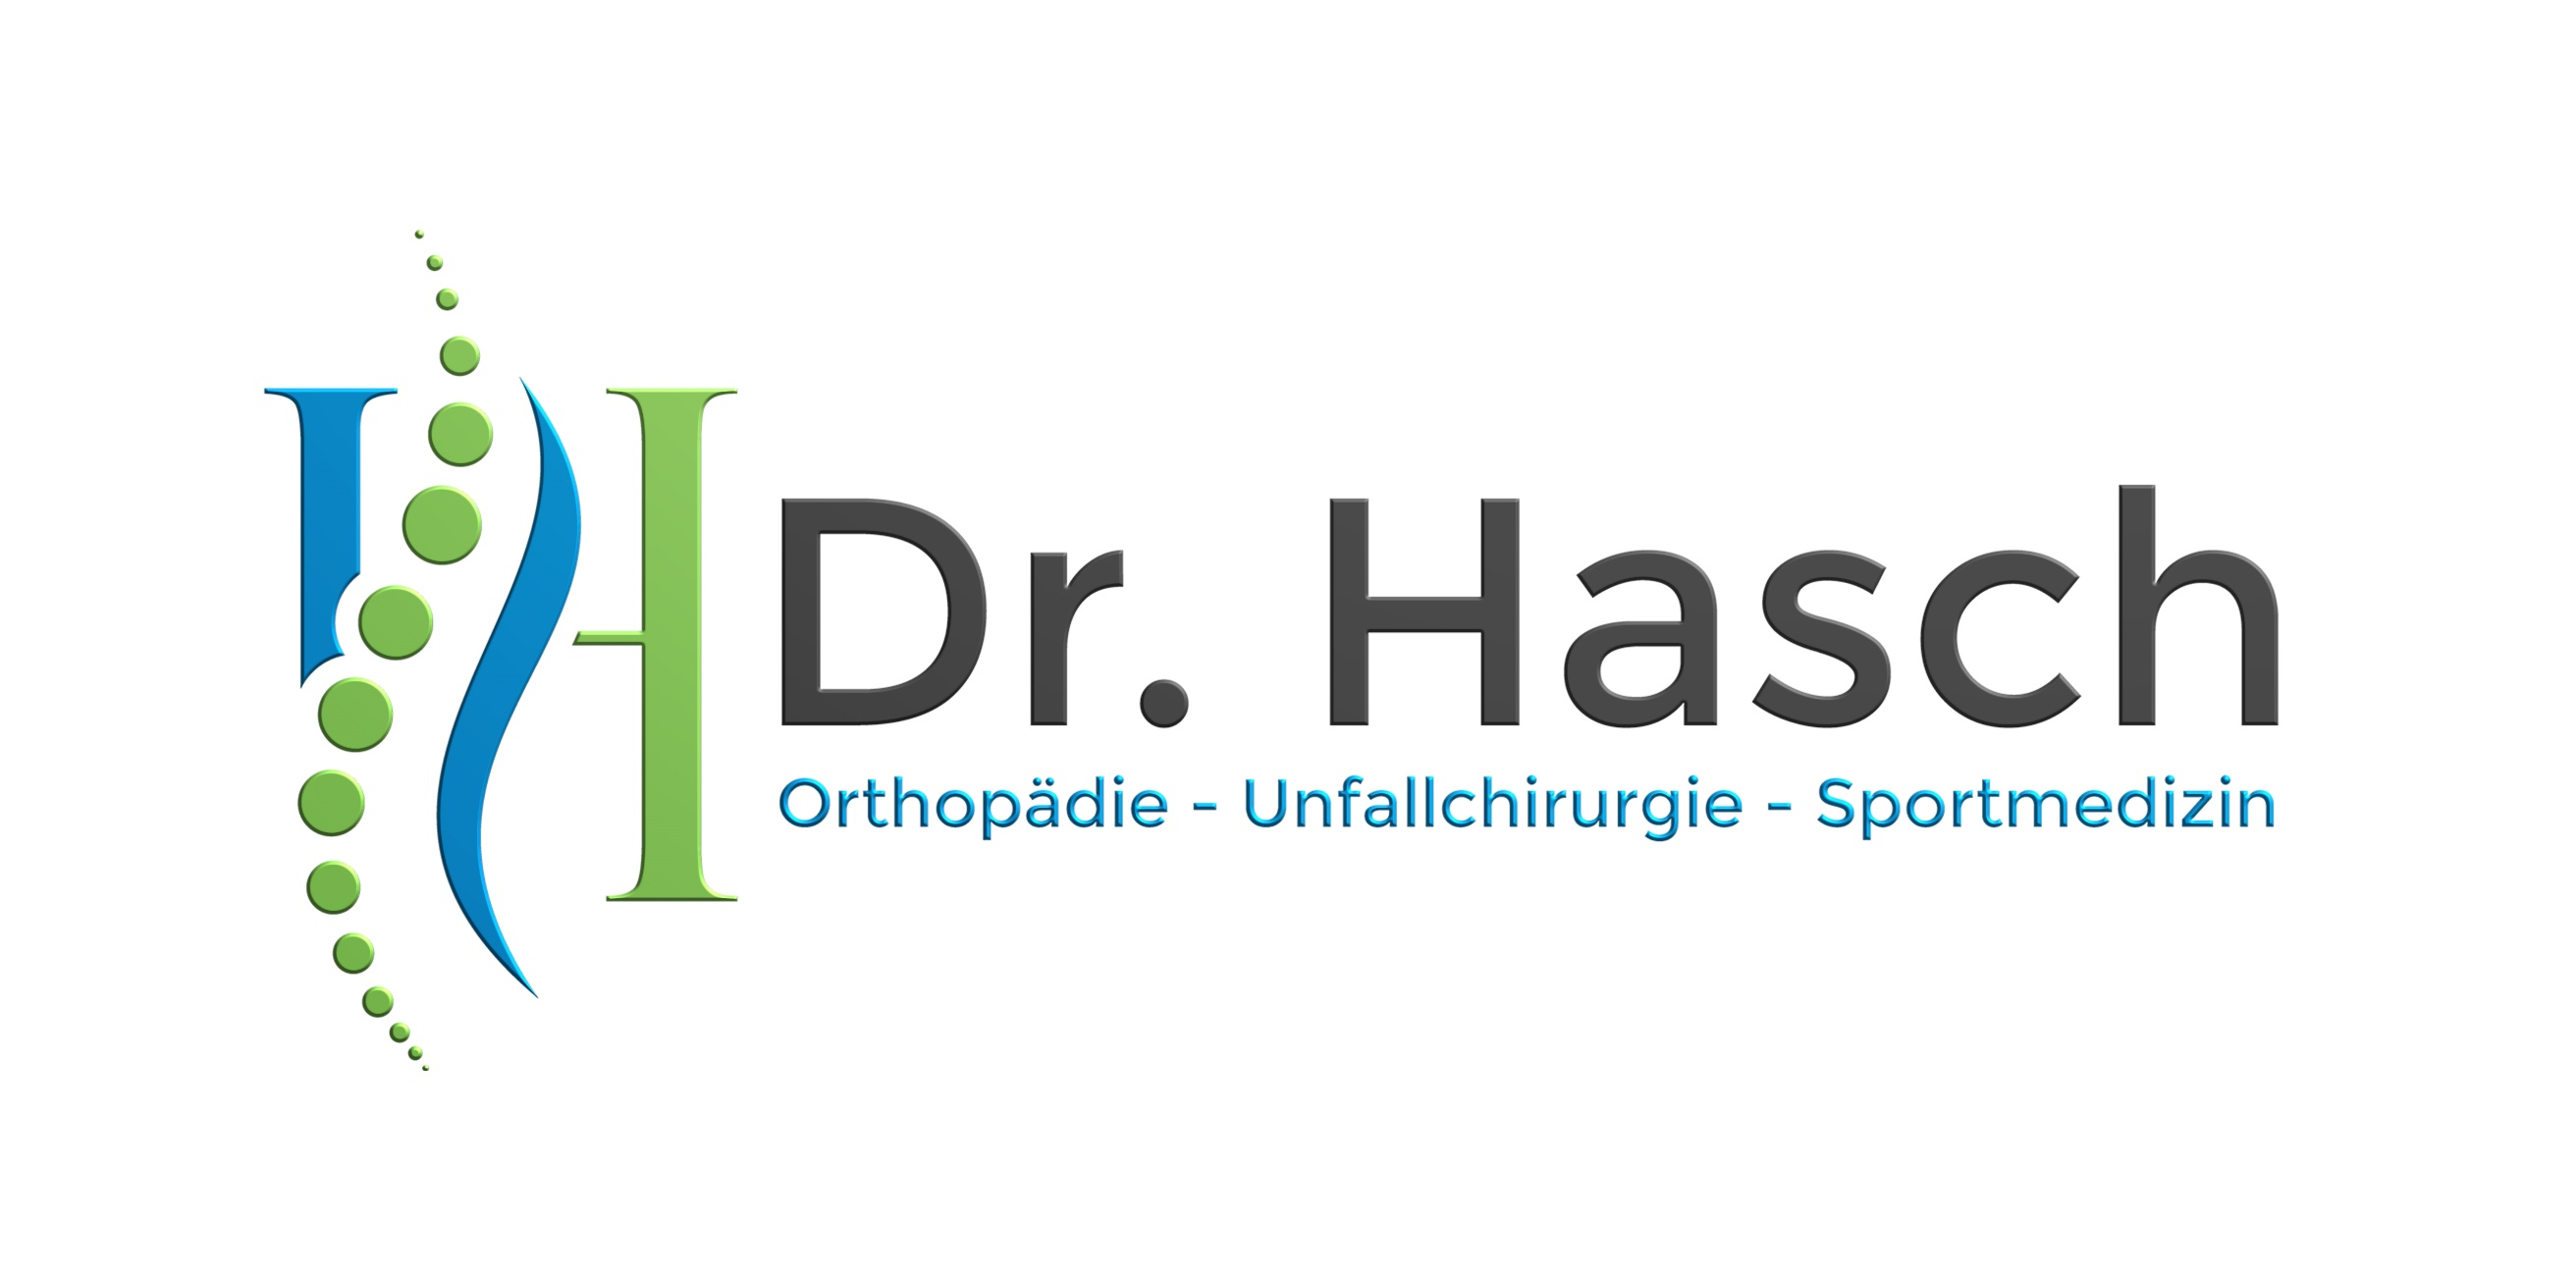 H
Dr. Hasch
Orthopädie - Unfallchirurgie - Sportmedizin